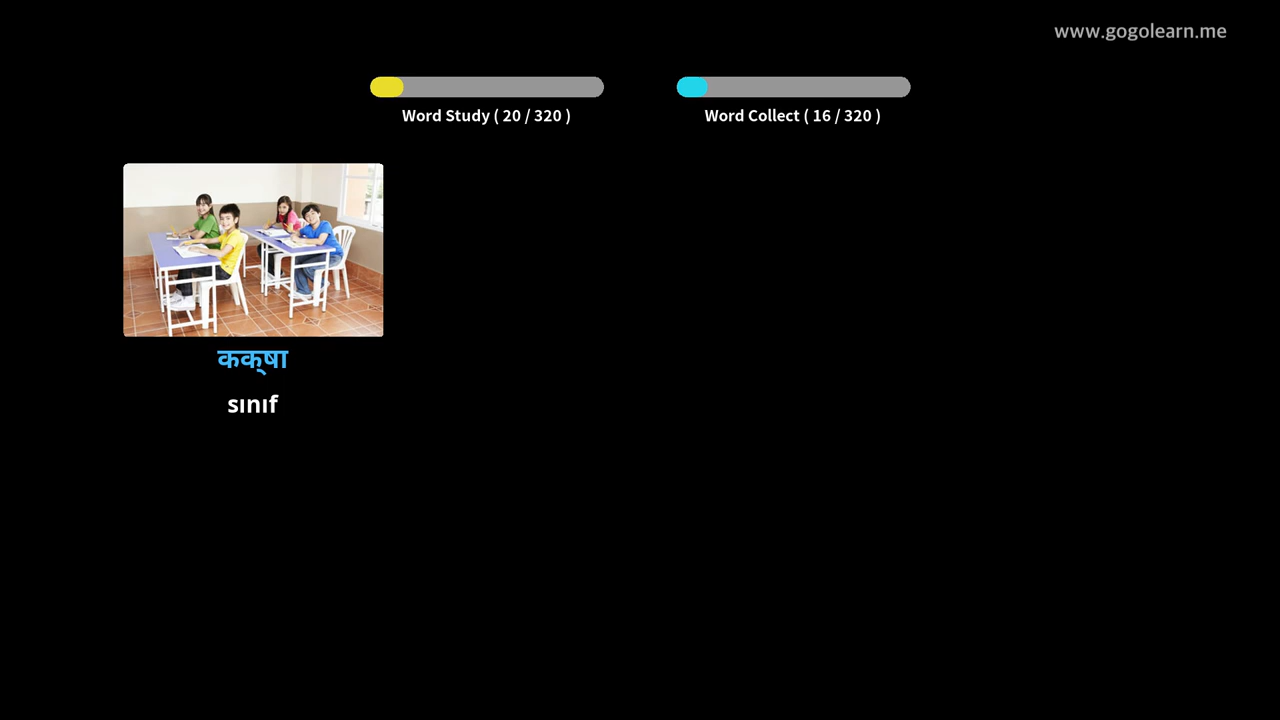 www.gogolearn.me
Word Study ( 20 / 320 )
Word Collect ( 16 / 320 )
कक्षा
sınıf